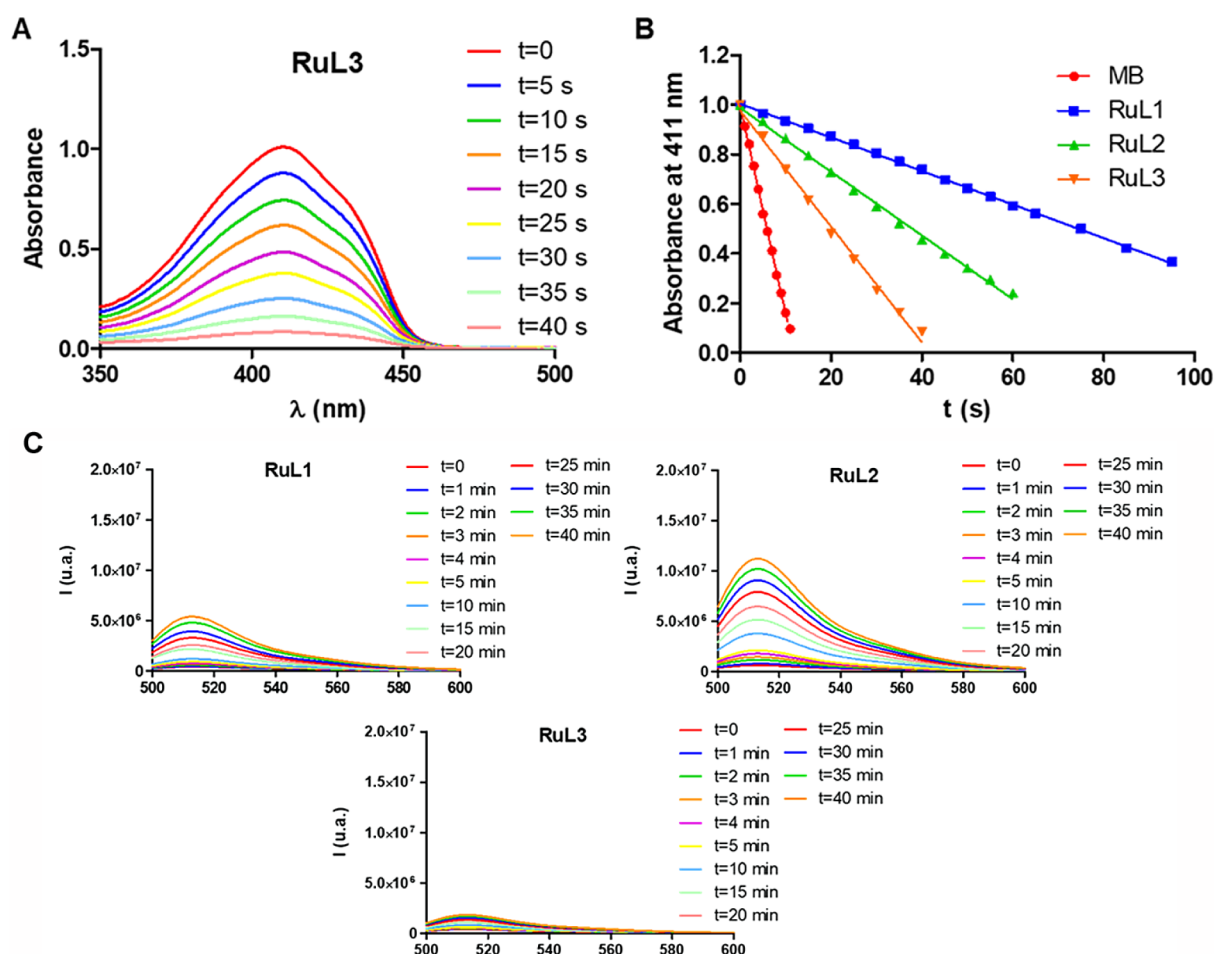 A
RuL3
1.5
1.0
0.5
0.0
Absorbance
350
400
450
500
λ (nm)
t=0
t=5 s
t=10 s
t=15 s
t=20 s
t=25 s
t=30 s
t=35 s
t=40 s
B
1.2
1.0
0.8
0.6
0.4
0.2
0.0
Absorbance at 411 nm
0
20
40
60
80
100
t (s)
MB
RuL1
RuL2
RuL3
C
RuL1
2.0×10⁷
1.5×10⁷
1.0×10⁷
5.0×10⁶
0
I (u.a.)
500
520
540
560
580
600
t=0
t=1 min
t=2 min
t=3 min
t=4 min
t=5 min
t=10 min
t=15 min
t=20 min
t=25 min
t=30 min
t=35 min
t=40 min
RuL2
2.0×10⁷
1.5×10⁷
1.0×10⁷
5.0×10⁶
0
I (u.a.)
500
520
540
560
580
600
t=0
t=1 min
t=2 min
t=3 min
t=4 min
t=5 min
t=10 min
t=15 min
t=20 min
t=25 min
t=30 min
t=35 min
t=40 min
RuL3
2.0×10⁷
1.5×10⁷
1.0×10⁷
5.0×10⁶
0
I (u.a.)
500
520
540
560
580
600
t=0
t=1 min
t=2 min
t=3 min
t=4 min
t=5 min
t=10 min
t=15 min
t=20 min
t=25 min
t=30 min
t=35 min
t=40 min